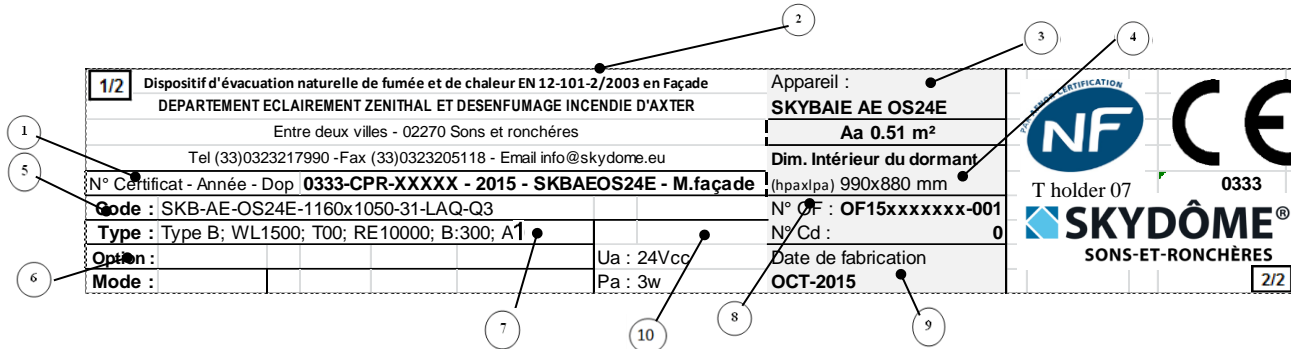 2
3
4
1/2 Dispositif d'évacuation naturelle de fumée et de chaleur EN 12-101-2/2003 en Façade
DEPARTEMENT ECLAIREMENT ZENITHAL ET DESENFUMAGE INCENDIE D'AXTER
Entre deux villes - 02270 Sons et ronchéres
Tel (33)0323217990 -Fax (33)0323205118 - Email info@skydome.eu
N° Certificat - Année - Dop 0333-CPR-XXXXX - 2015 - SKBAEOS24E - M.façade
Code : SKB-AE-OS24E-1160x1050-31-LAQ-Q3
Type : Type B; WL1500; T00; RE10000; B:300; A1
Option :
Mode :
Ua : 24Vcc
Pa : 3w
Appareil :
SKYBAIE AE OS24E
Aa 0.51 m²
Dim. Intérieur du dormant
(hpaxlpa) 990x880 mm
N° OF : OF15xxxxxxx-001
N° Cd : 0
Date de fabrication
OCT-2015
PAR AFNOR CERTIFICATION
NF
CE
T holder 07
0333
SKYDÔME®
SONS-ET-RONCHÈRES
2/2
1
5
6
7
10
8
9